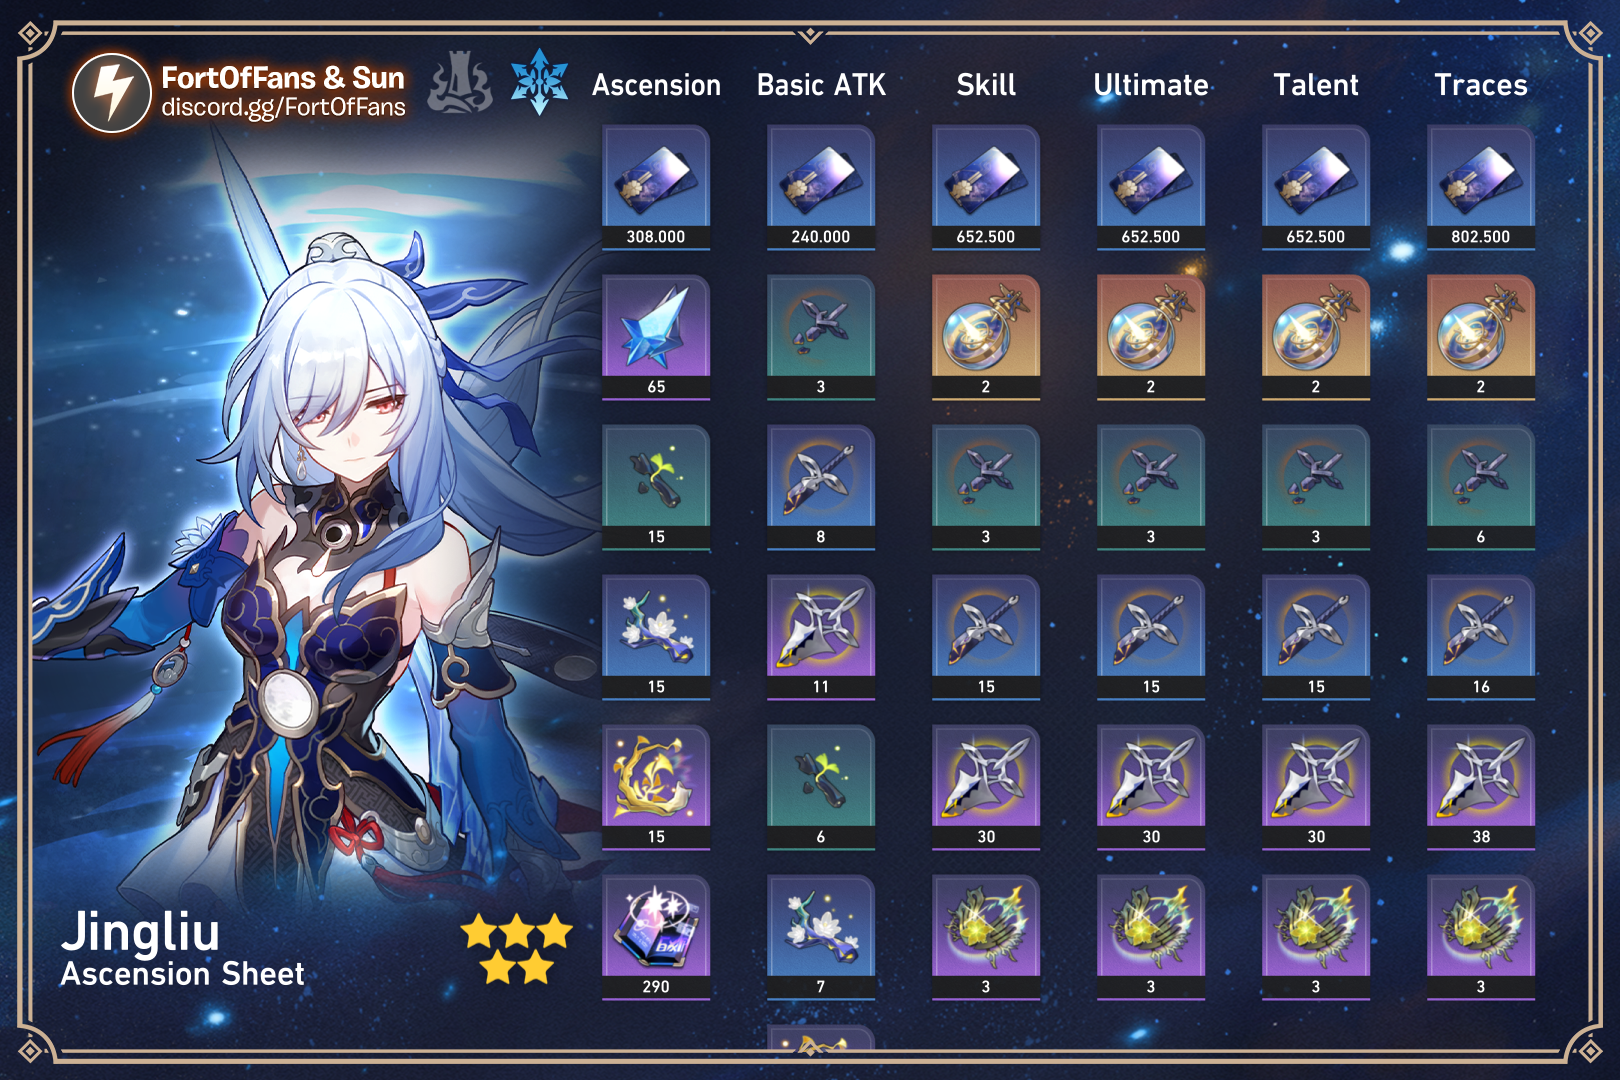 FortOfFans & Sun
discord.gg/FortOfFans
Ascension Basic ATK Skill Ultimate Talent Traces
308.000 240.000 652.500 652.500 652.500 802.500
65 3 2 2 2 2
15 8 3 3 3 6
15 11 15 15 15 16
15 6 30 30 30 38
290 7 3 3 3 3
Jingliu
Ascension Sheet